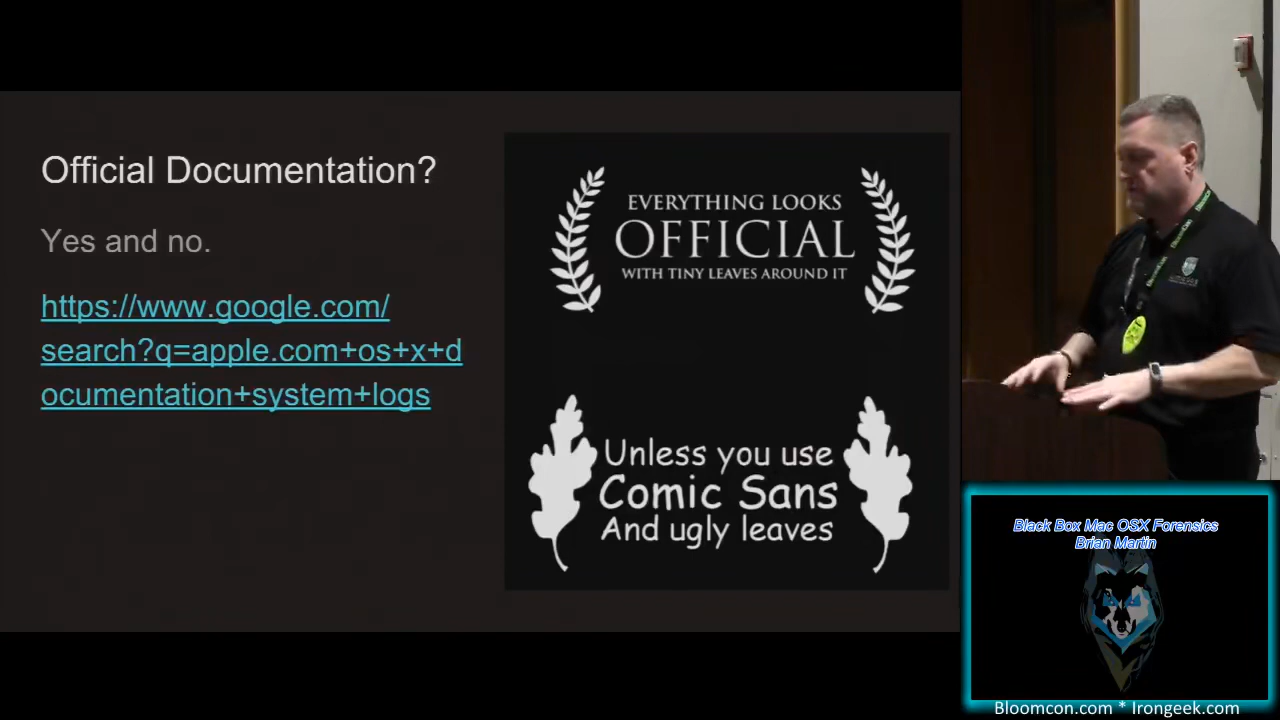 Official Documentation?
Yes and no.
https://www.google.com/
search?q=apple.com+os+x+d
ocumentation+system+logs
EVERYTHING LOOKS
OFFICIAL
WITH TINY LEAVES AROUND IT
Unless you use
Comic Sans
And ugly leaves
Black Box Mac OSX Forensics
Brian Martin
Bloomcon.com * Irongeek.com